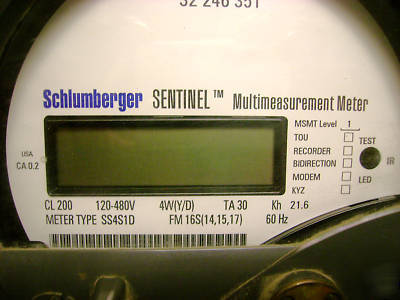 32 246 351
Schlumberger SENTINEL™ Multimeasurement Meter
MSMT Level 1
TOU
TEST
RECORDER
BIDIRECTION
IR
MODEM
LED
KYZ
USA
CA 0.2
CL 200 120-480V 4W(Y/D) TA 30 Kh 21.6
METER TYPE SS4S1D FM 16S(14,15,17) 60 Hz